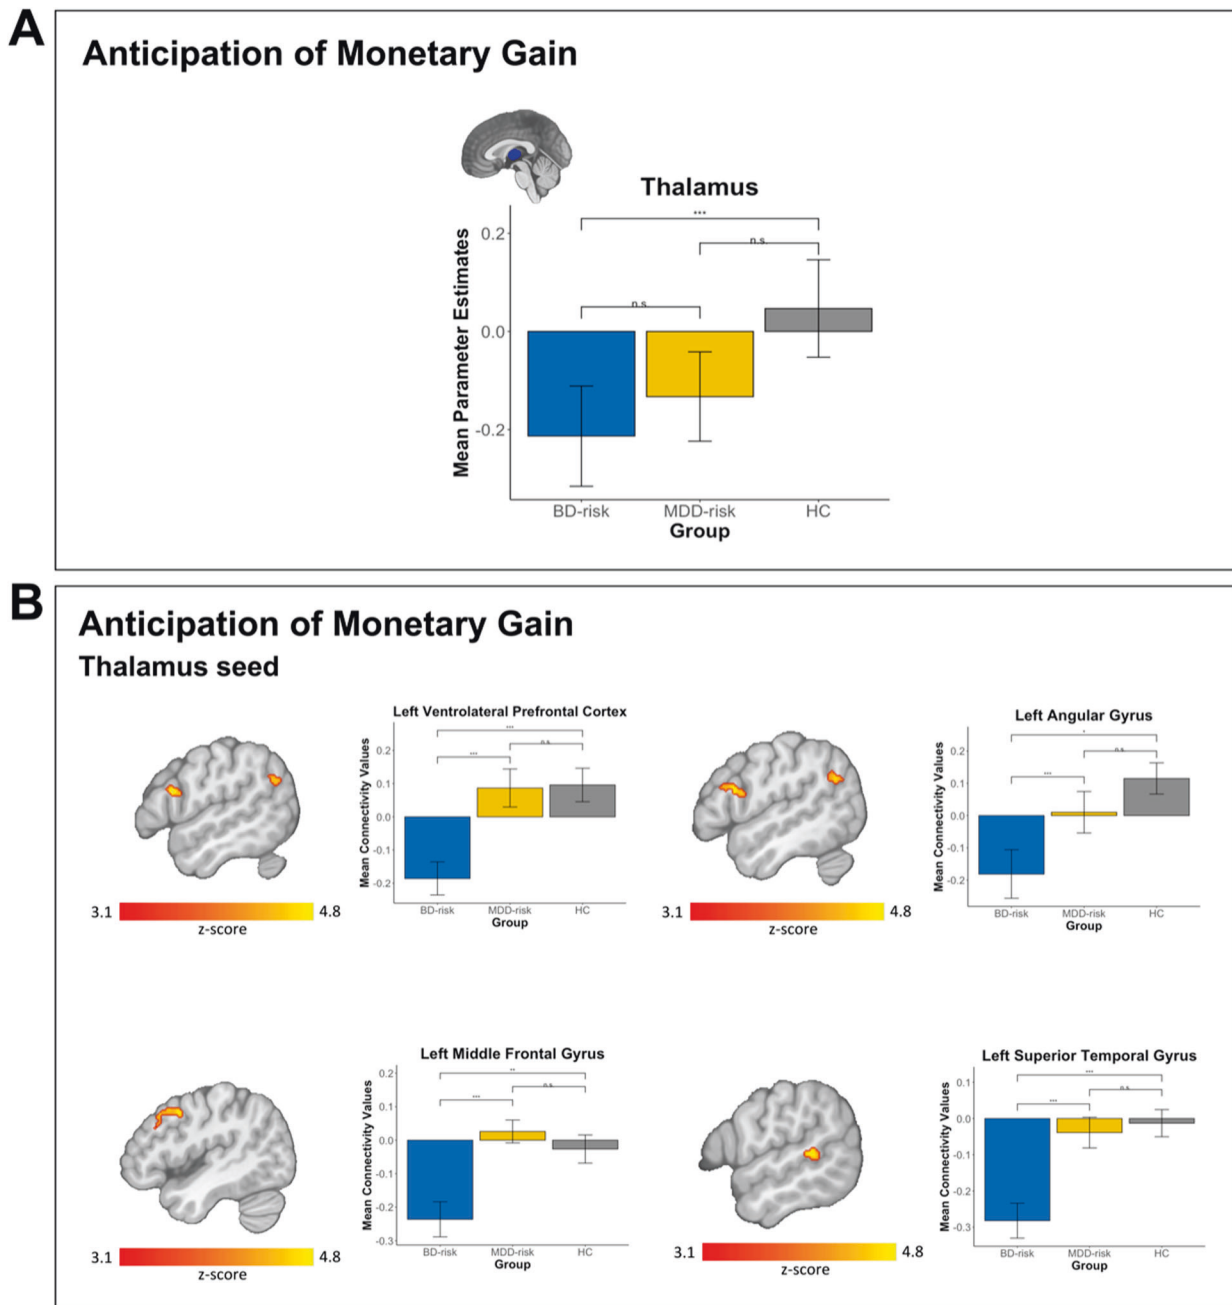 A
Anticipation of Monetary Gain
Thalamus
***
n.s.
n.s.
0.2
0.0
-0.2
Mean Parameter Estimates
BD-risk MDD-risk HC
Group
B
Anticipation of Monetary Gain
Thalamus seed
Left Ventrolateral Prefrontal Cortex
***
n.s.
***
0.2
0.1
0.0
-0.1
-0.2
Mean Connectivity Values
BD-risk MDD-risk HC
Group
3.1 4.8
z-score
Left Angular Gyrus
*
n.s.
***
0.2
0.1
0.0
-0.1
-0.2
Mean Connectivity Values
BD-risk MDD-risk HC
Group
3.1 4.8
z-score
Left Middle Frontal Gyrus
**
n.s.
***
0.2
0.1
0.0
-0.1
-0.2
-0.3
Mean Connectivity Values
BD-risk MDD-risk HC
Group
3.1 4.8
z-score
Left Superior Temporal Gyrus
***
n.s.
***
0.1
0.0
-0.1
-0.2
-0.3
Mean Connectivity Values
BD-risk MDD-risk HC
Group
3.1 4.8
z-score